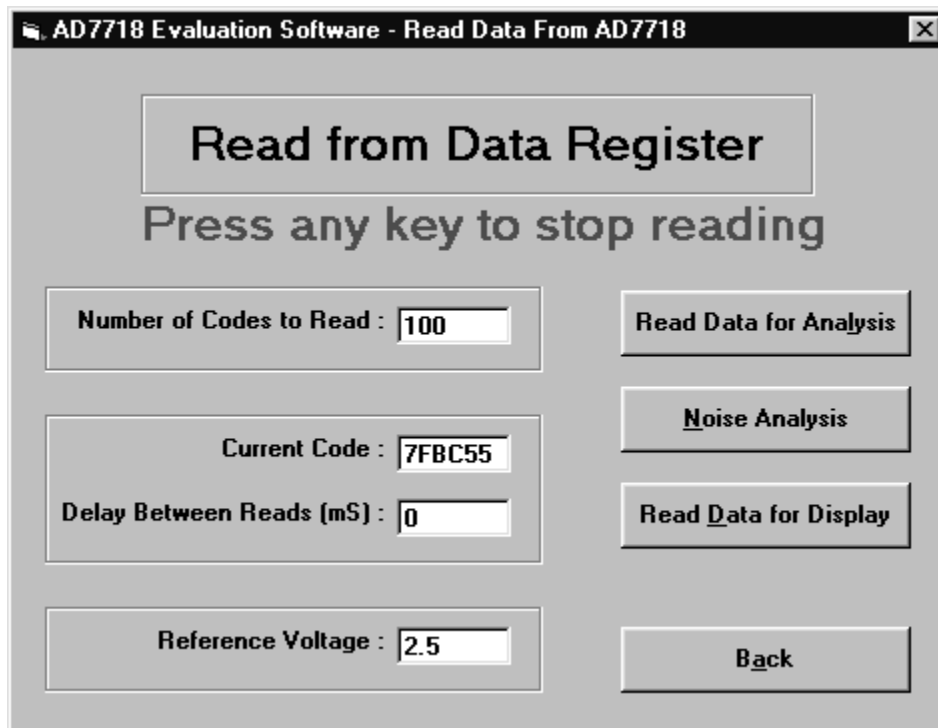 AD7718 Evaluation Software - Read Data From AD7718
Read from Data Register
Press any key to stop reading
Number of Codes to Read : 100
Read Data for Analysis
Noise Analysis
Current Code : 7FBC55
Delay Between Reads (mS) : 0
Read Data for Display
Reference Voltage : 2.5
Back